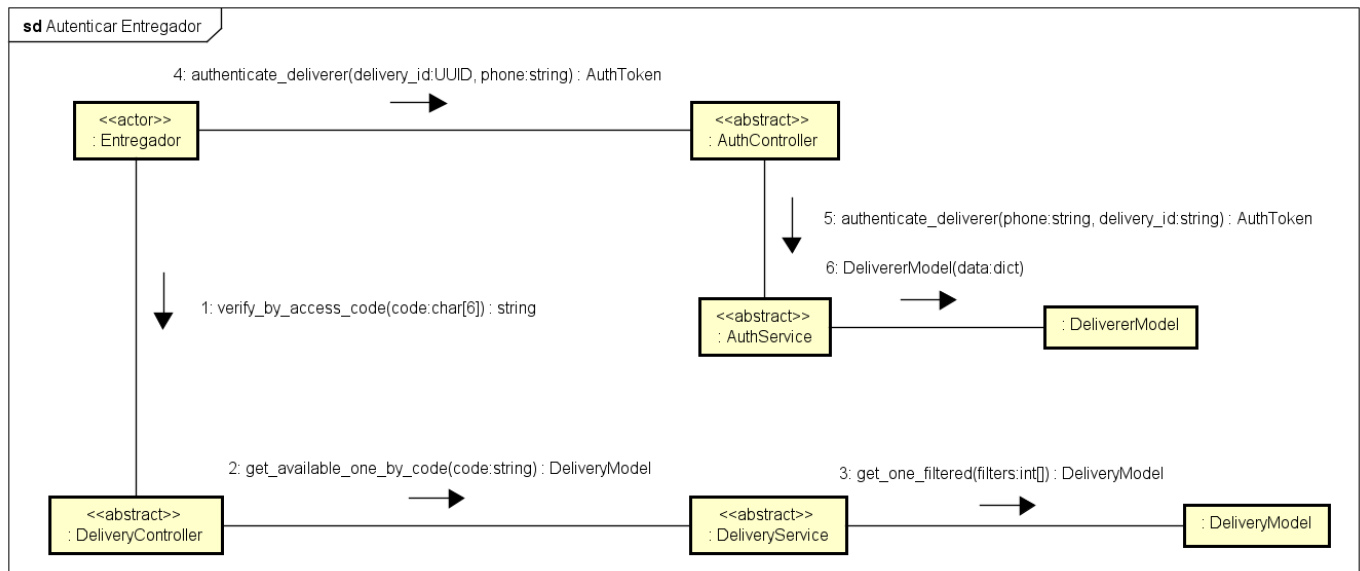 sd Autenticar Entregador
4: authenticate_deliverer(delivery_id:UUID, phone:string) : AuthToken
<<actor>>
: Entregador
<<abstract>>
: AuthController
5: authenticate_deliverer(phone:string, delivery_id:string) : AuthToken
6: DelivererModel(data:dict)
1: verify_by_access_code(code:char[6]) : string
<<abstract>>
: AuthService
: DelivererModel
2: get_available_one_by_code(code:string) : DeliveryModel
3: get_one_filtered(filters:int[]) : DeliveryModel
<<abstract>>
: DeliveryController
<<abstract>>
: DeliveryService
: DeliveryModel